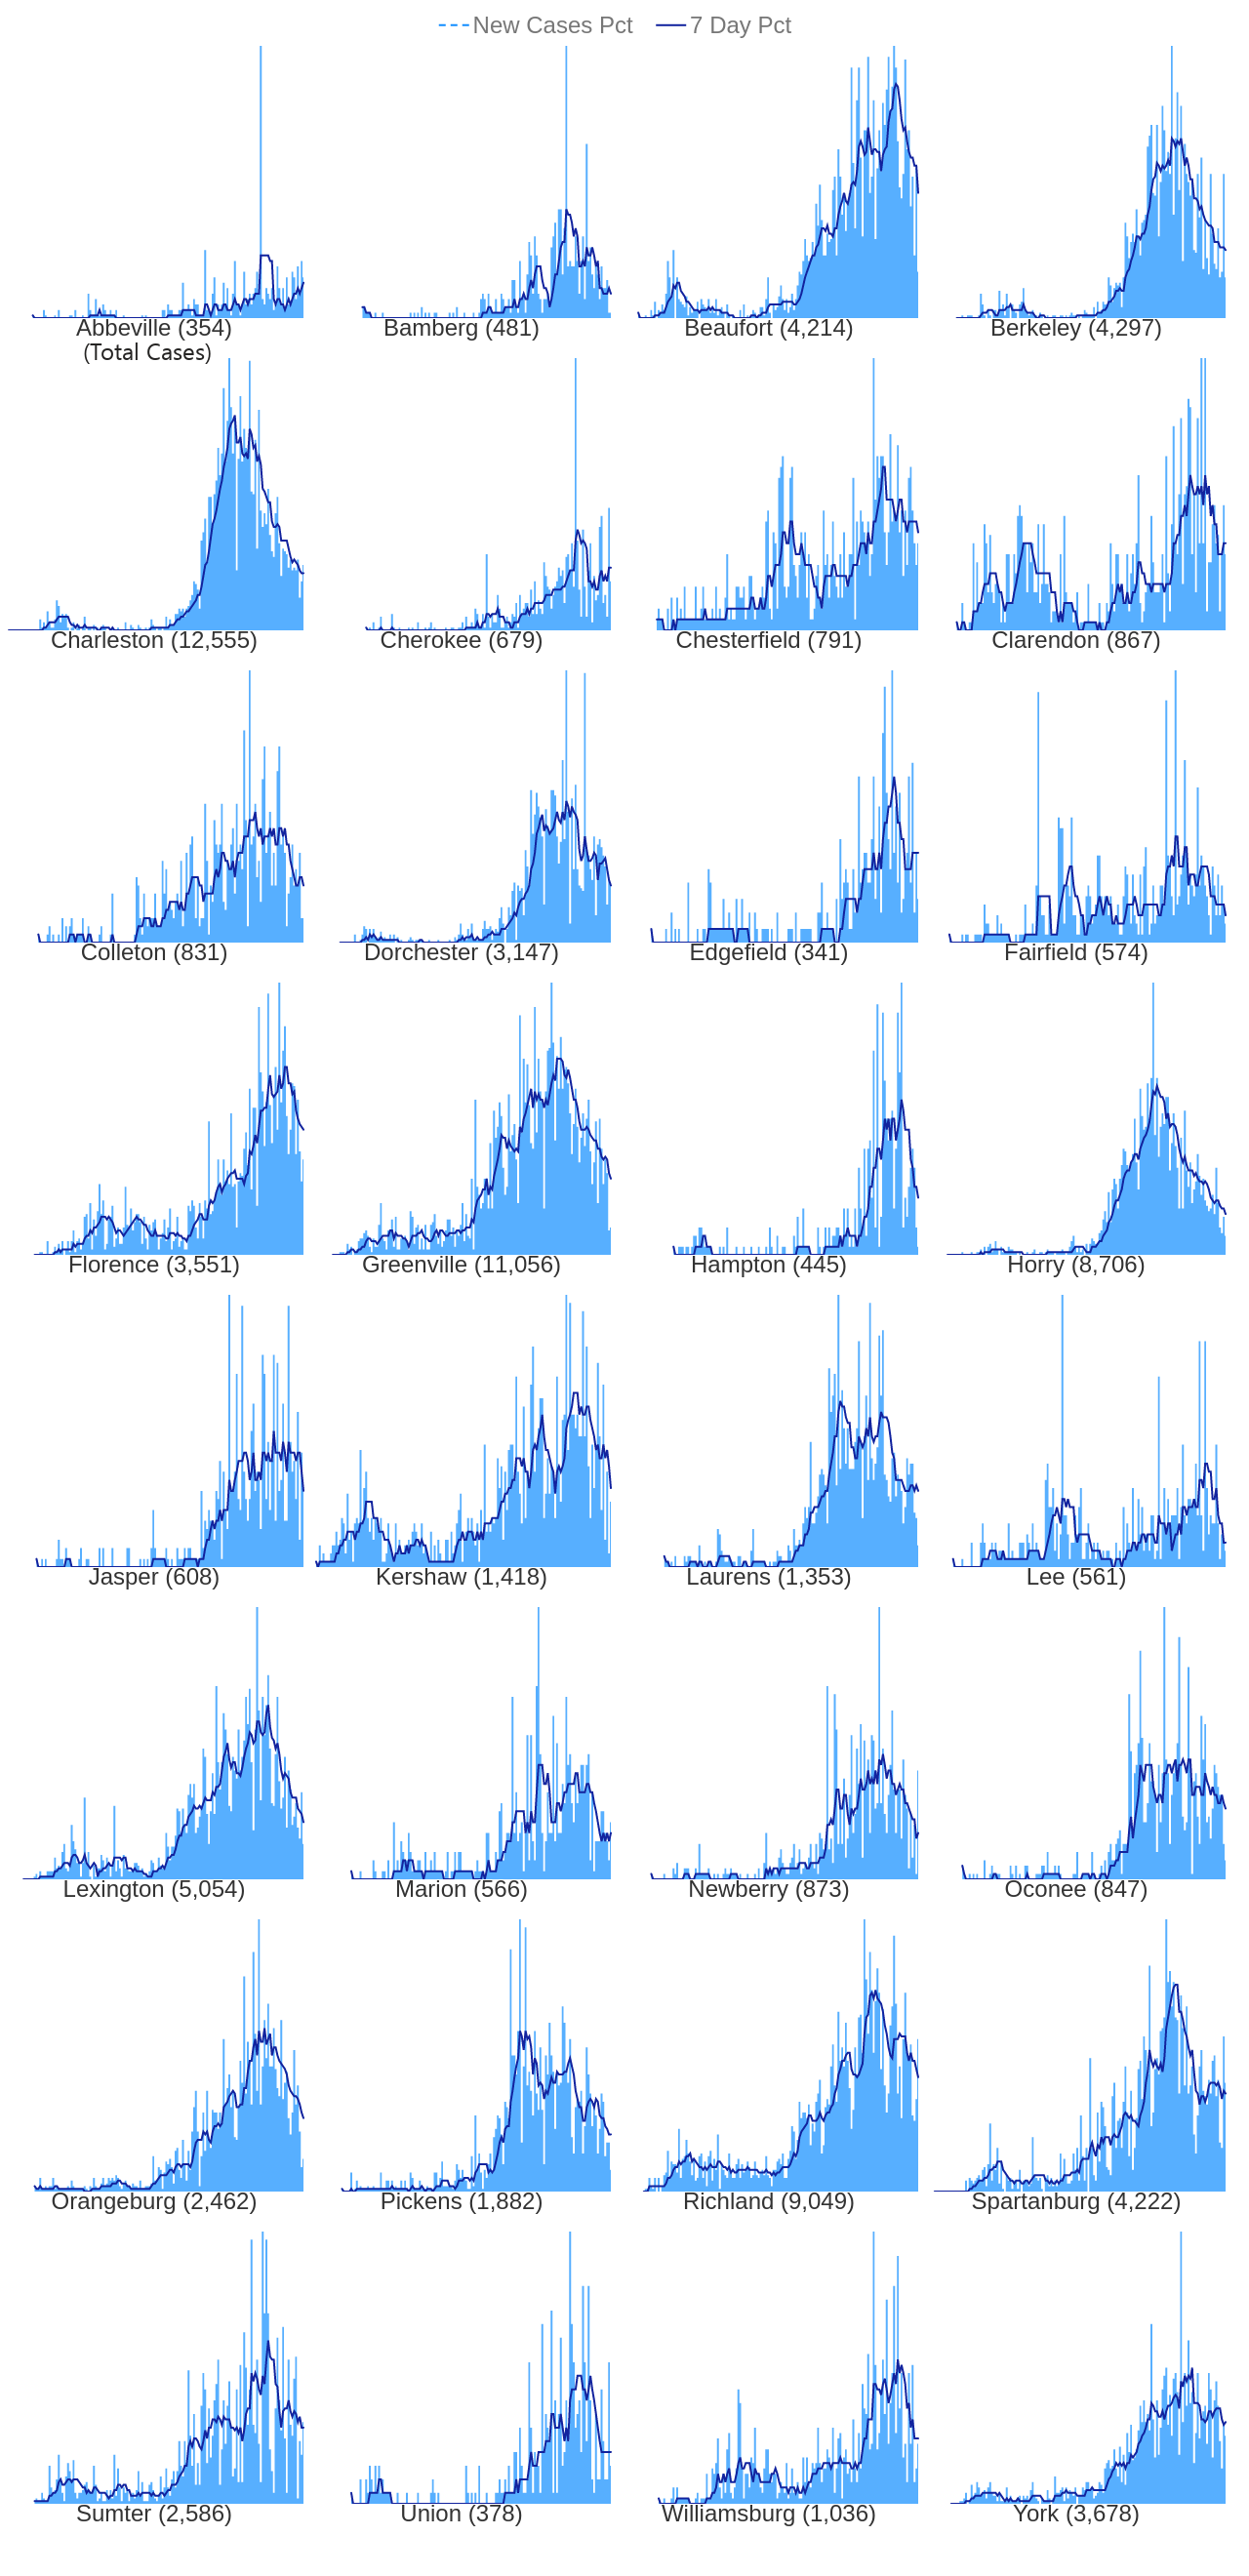 New Cases Pct 7 Day Pct
Abbeville (354) Bamberg (481) Beaufort (4,214) Berkeley (4,297)
(Total Cases)
Charleston (12,555) Cherokee (679) Chesterfield (791) Clarendon (867)
Colleton (831) Dorchester (3,147) Edgefield (341) Fairfield (574)
Florence (3,551) Greenville (11,056) Hampton (445) Horry (8,706)
Jasper (608) Kershaw (1,418) Laurens (1,353) Lee (561)
Lexington (5,054) Marion (566) Newberry (873) Oconee (847)
Orangeburg (2,462) Pickens (1,882) Richland (9,049) Spartanburg (4,222)
Sumter (2,586) Union (378) Williamsburg (1,036) York (3,678)